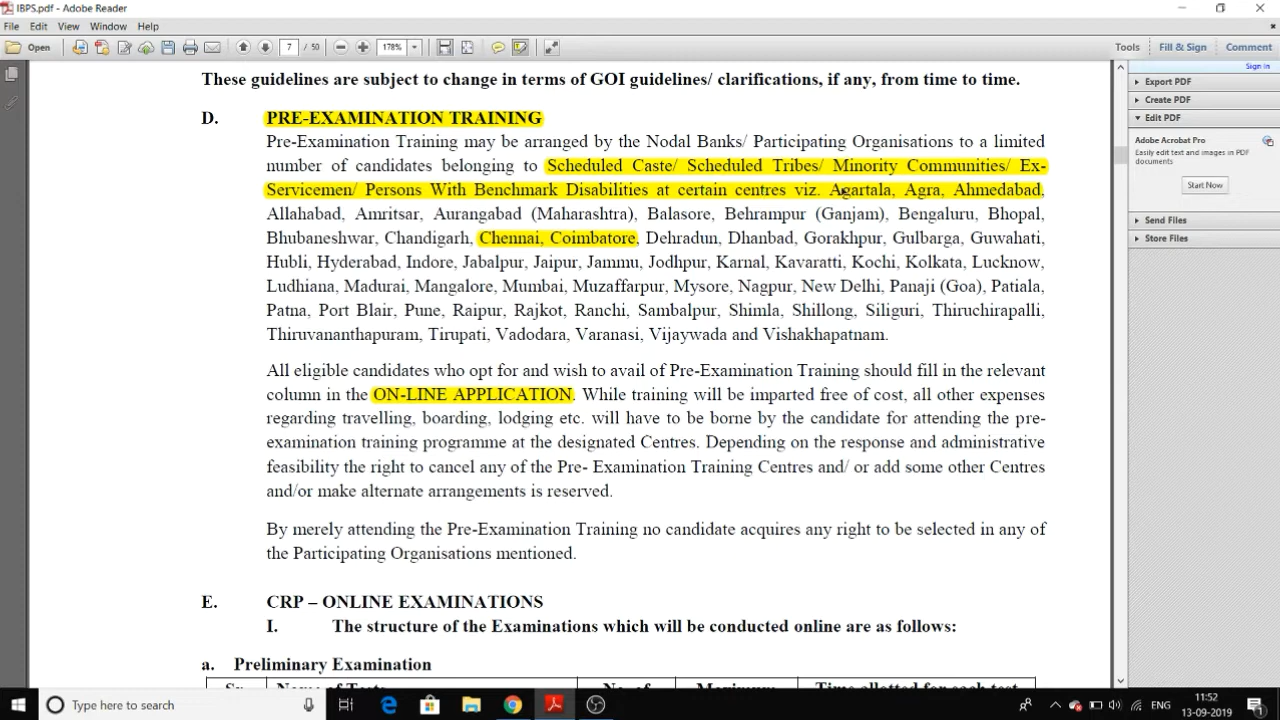 IBPS.pdf - Adobe Reader
File Edit View Window Help
Open 7 / 50 178% Tools Fill & Sign Comment
Sign In
Export PDF
Create PDF
Edit PDF
Adobe Acrobat Pro
Easily edit text and images in PDF
documents
Start Now
Send Files
Store Files
These guidelines are subject to change in terms of GOI guidelines/ clarifications, if any, from time to time.
D. PRE-EXAMINATION TRAINING
Pre-Examination Training may be arranged by the Nodal Banks/ Participating Organisations to a limited
number of candidates belonging to Scheduled Caste/ Scheduled Tribes/ Minority Communities/ Ex-
Servicemen/ Persons With Benchmark Disabilities at certain centres viz. Agartala, Agra, Ahmedabad,
Allahabad, Amritsar, Aurangabad (Maharashtra), Balasore, Behrampur (Ganjam), Bengaluru, Bhopal,
Bhubaneshwar, Chandigarh, Chennai, Coimbatore, Dehradun, Dhanbad, Gorakhpur, Gulbarga, Guwahati,
Hubli, Hyderabad, Indore, Jabalpur, Jaipur, Jammu, Jodhpur, Karnal, Kavaratti, Kochi, Kolkata, Lucknow,
Ludhiana, Madurai, Mangalore, Mumbai, Muzaffarpur, Mysore, Nagpur, New Delhi, Panaji (Goa), Patiala,
Patna, Port Blair, Pune, Raipur, Rajkot, Ranchi, Sambalpur, Shimla, Shillong, Siliguri, Thiruchirapalli,
Thiruvananthapuram, Tirupati, Vadodara, Varanasi, Vijaywada and Vishakhapatnam.
All eligible candidates who opt for and wish to avail of Pre-Examination Training should fill in the relevant
column in the ON-LINE APPLICATION. While training will be imparted free of cost, all other expenses
regarding travelling, boarding, lodging etc. will have to be borne by the candidate for attending the pre-
examination training programme at the designated Centres. Depending on the response and administrative
feasibility the right to cancel any of the Pre- Examination Training Centres and/ or add some other Centres
and/or make alternate arrangements is reserved.
By merely attending the Pre-Examination Training no candidate acquires any right to be selected in any of
the Participating Organisations mentioned.
E. CRP – ONLINE EXAMINATIONS
I. The structure of the Examinations which will be conducted online are as follows:
a. Preliminary Examination
Sr. Name of Tests No. of Maximum Time allotted for each test
Type here to search
ENG
11:52
13-09-2019